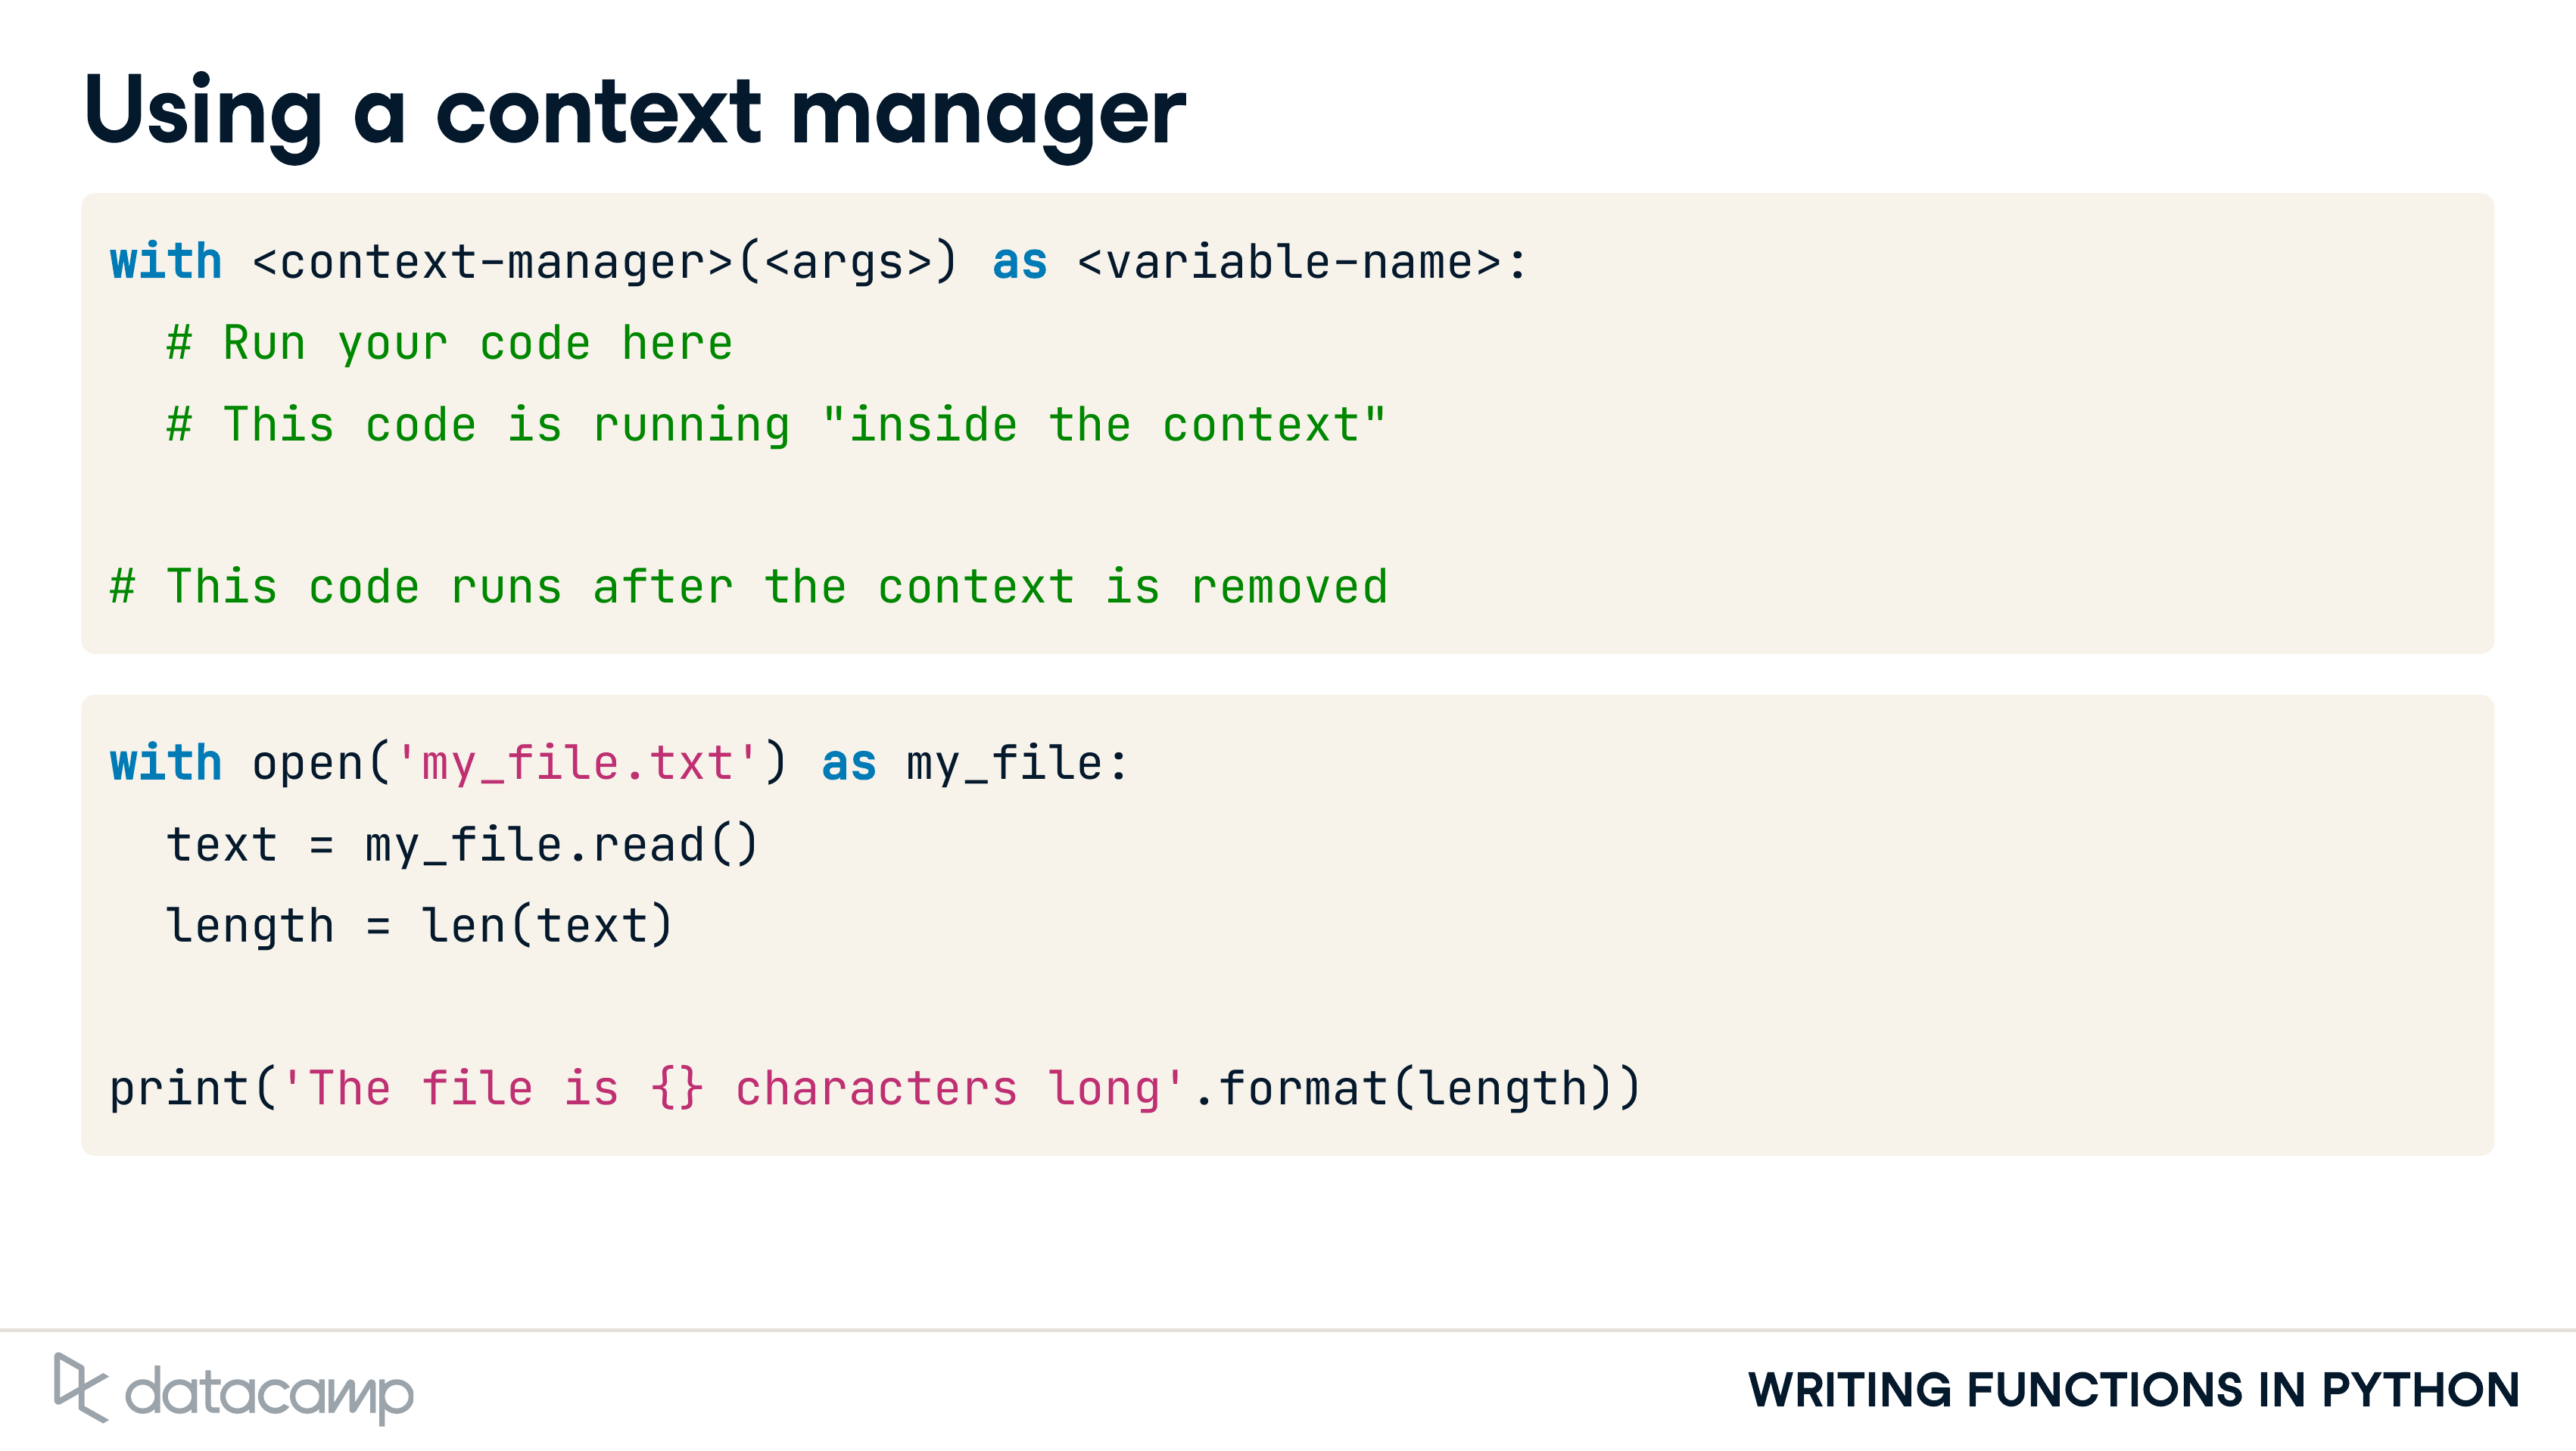 Using a context manager
with <context-manager>(<args>) as <variable-name>:
  # Run your code here
  # This code is running "inside the context"
# This code runs after the context is removed
with open('my_file.txt') as my_file:
  text = my_file.read()
  length = len(text)
print('The file is {} characters long'.format(length))
datacamp
WRITING FUNCTIONS IN PYTHON